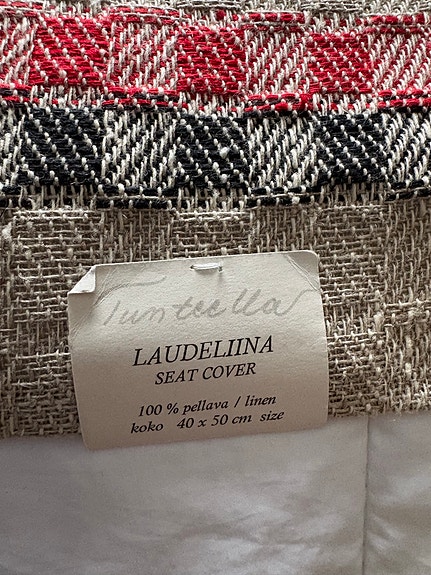 Tunteella
LAUDELIINA
SEAT COVER
100 % pellava / linen
koko 40 x 50 cm size